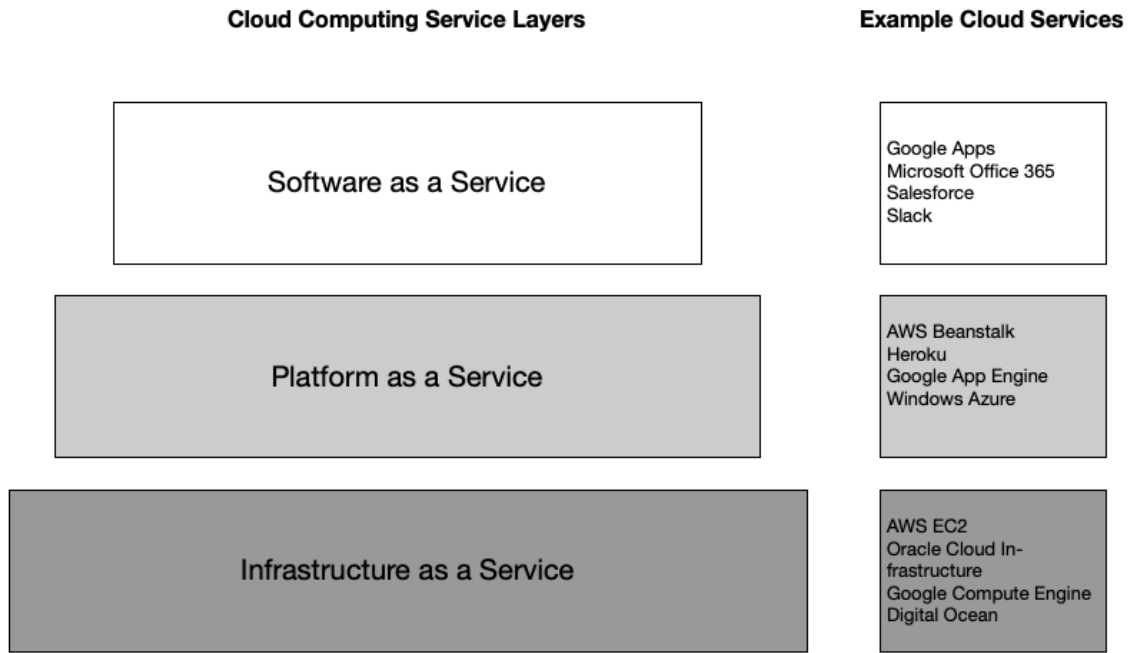 Cloud Computing Service Layers
Example Cloud Services
Software as a Service
Google Apps
Microsoft Office 365
Salesforce
Slack
Platform as a Service
AWS Beanstalk
Heroku
Google App Engine
Windows Azure
Infrastructure as a Service
AWS EC2
Oracle Cloud In-
frastructure
Google Compute Engine
Digital Ocean